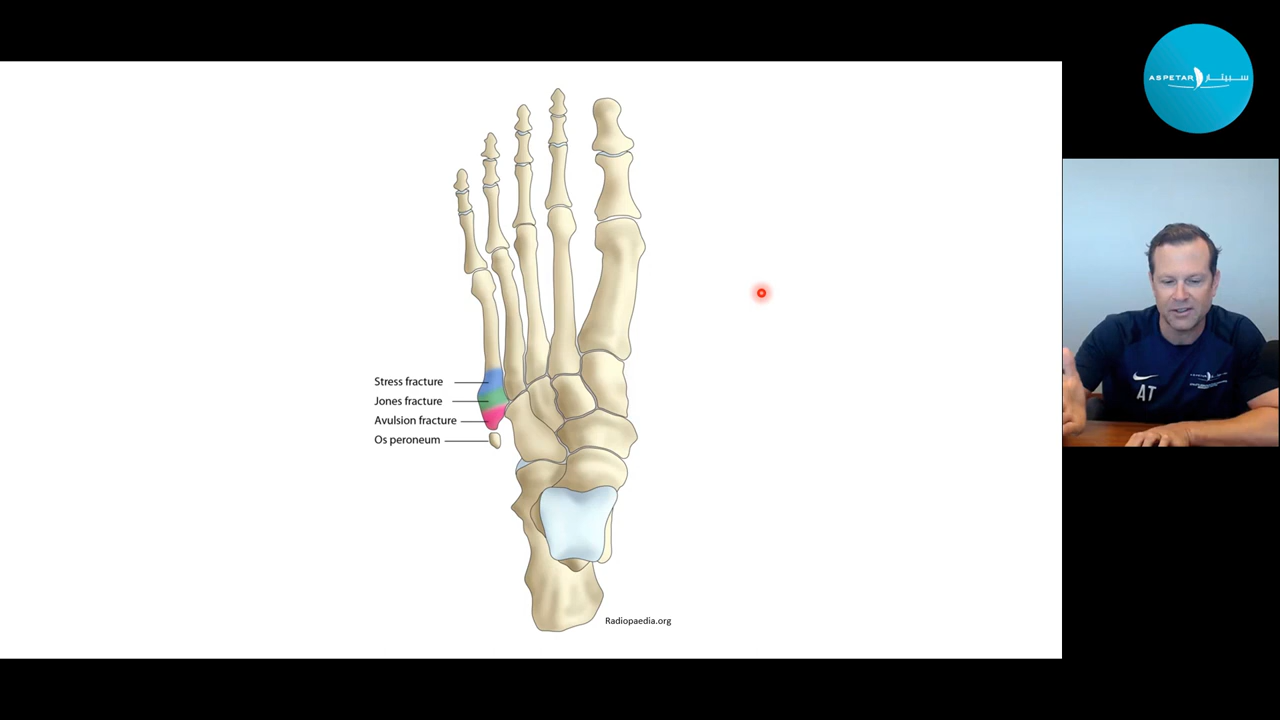 ASPETAR سبيتار
Stress fracture
Jones fracture
Avulsion fracture
Os peroneum
AT
Radiopaedia.org